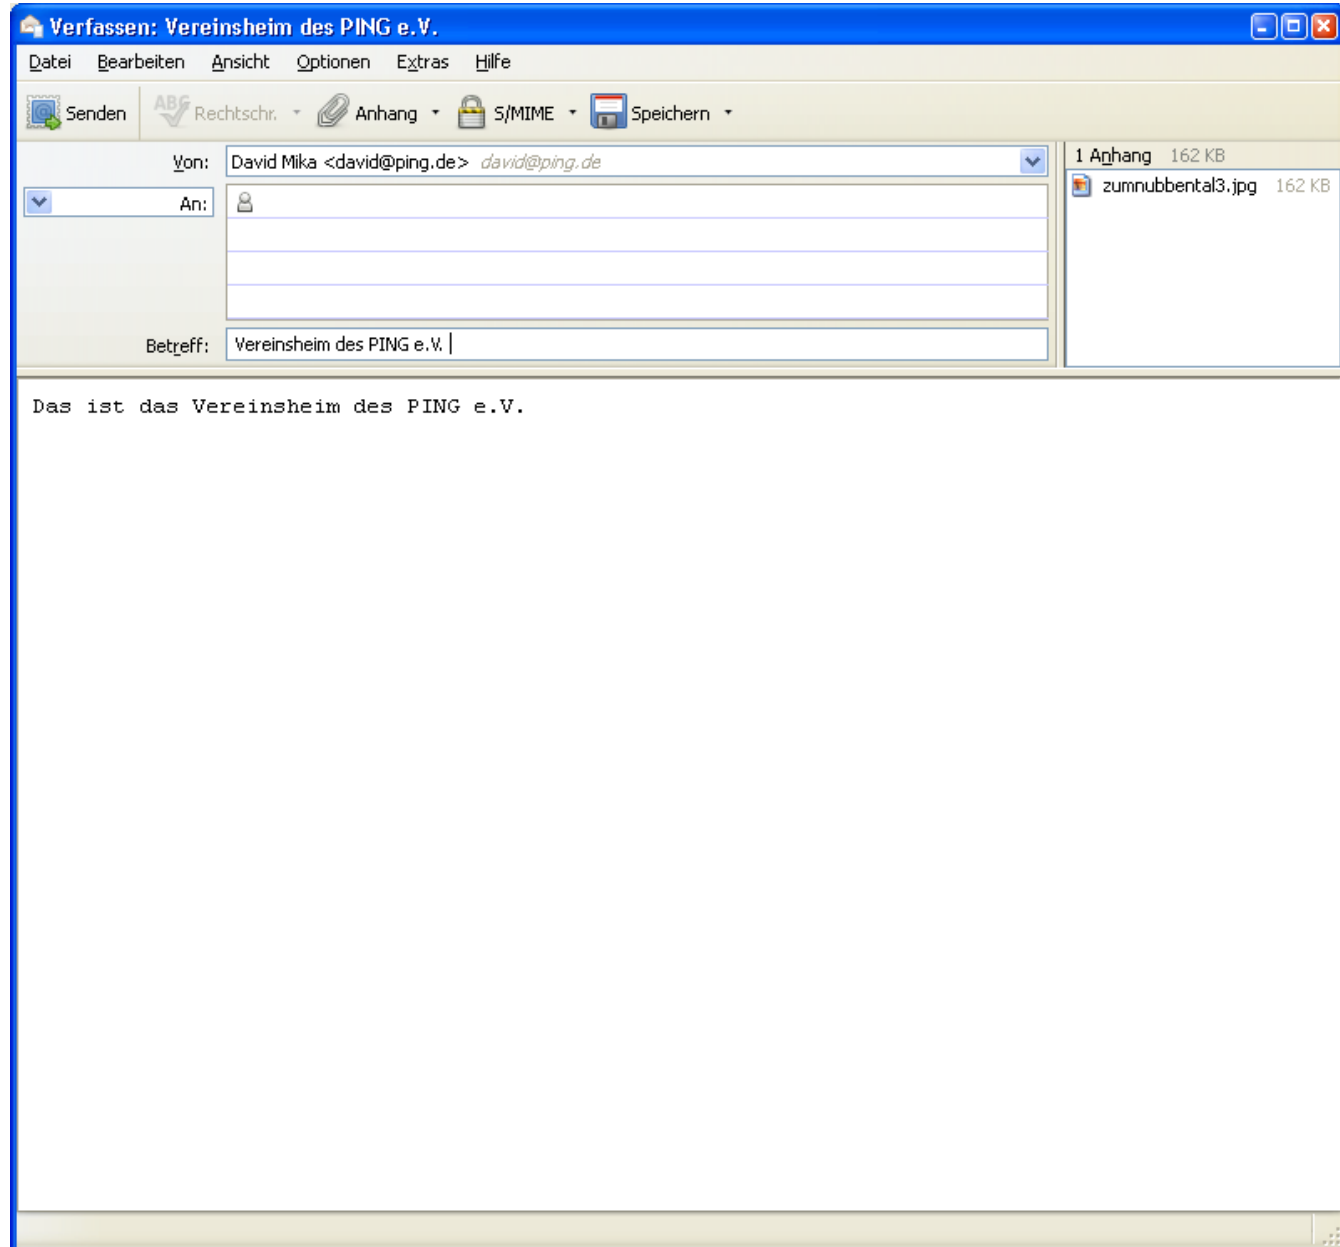 Verfassen: Vereinsheim des PING e.V.
Datei Bearbeiten Ansicht Optionen Extras Hilfe
Senden ABC Rechtschr. Anhang S/MIME Speichern
Von: David Mika <david@ping.de> david@ping.de
1 Anhang 162 KB
An:
zumnubbental3.jpg 162 KB
Betreff: Vereinsheim des PING e.V.
Das ist das Vereinsheim des PING e.V.